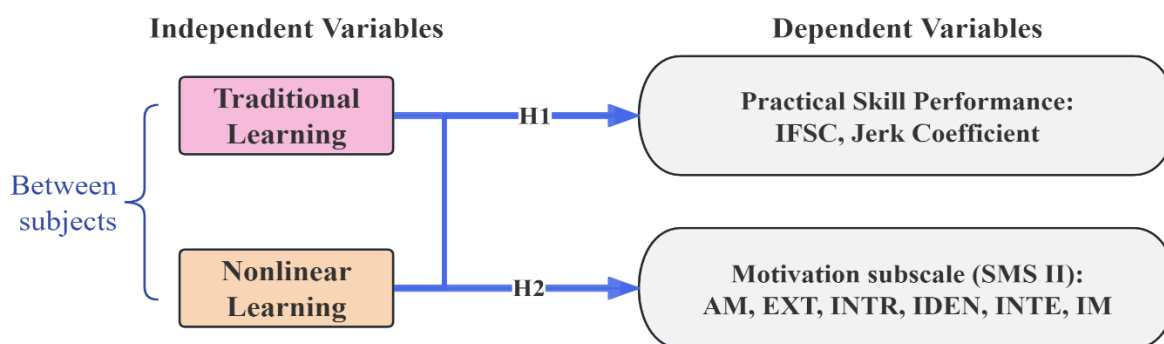 Independent Variables
Dependent Variables
Between
subjects
Traditional
Learning
H1
Practical Skill Performance:
IFSC, Jerk Coefficient
Nonlinear
Learning
H2
Motivation subscale (SMS II):
AM, EXT, INTR, IDEN, INTE, IM